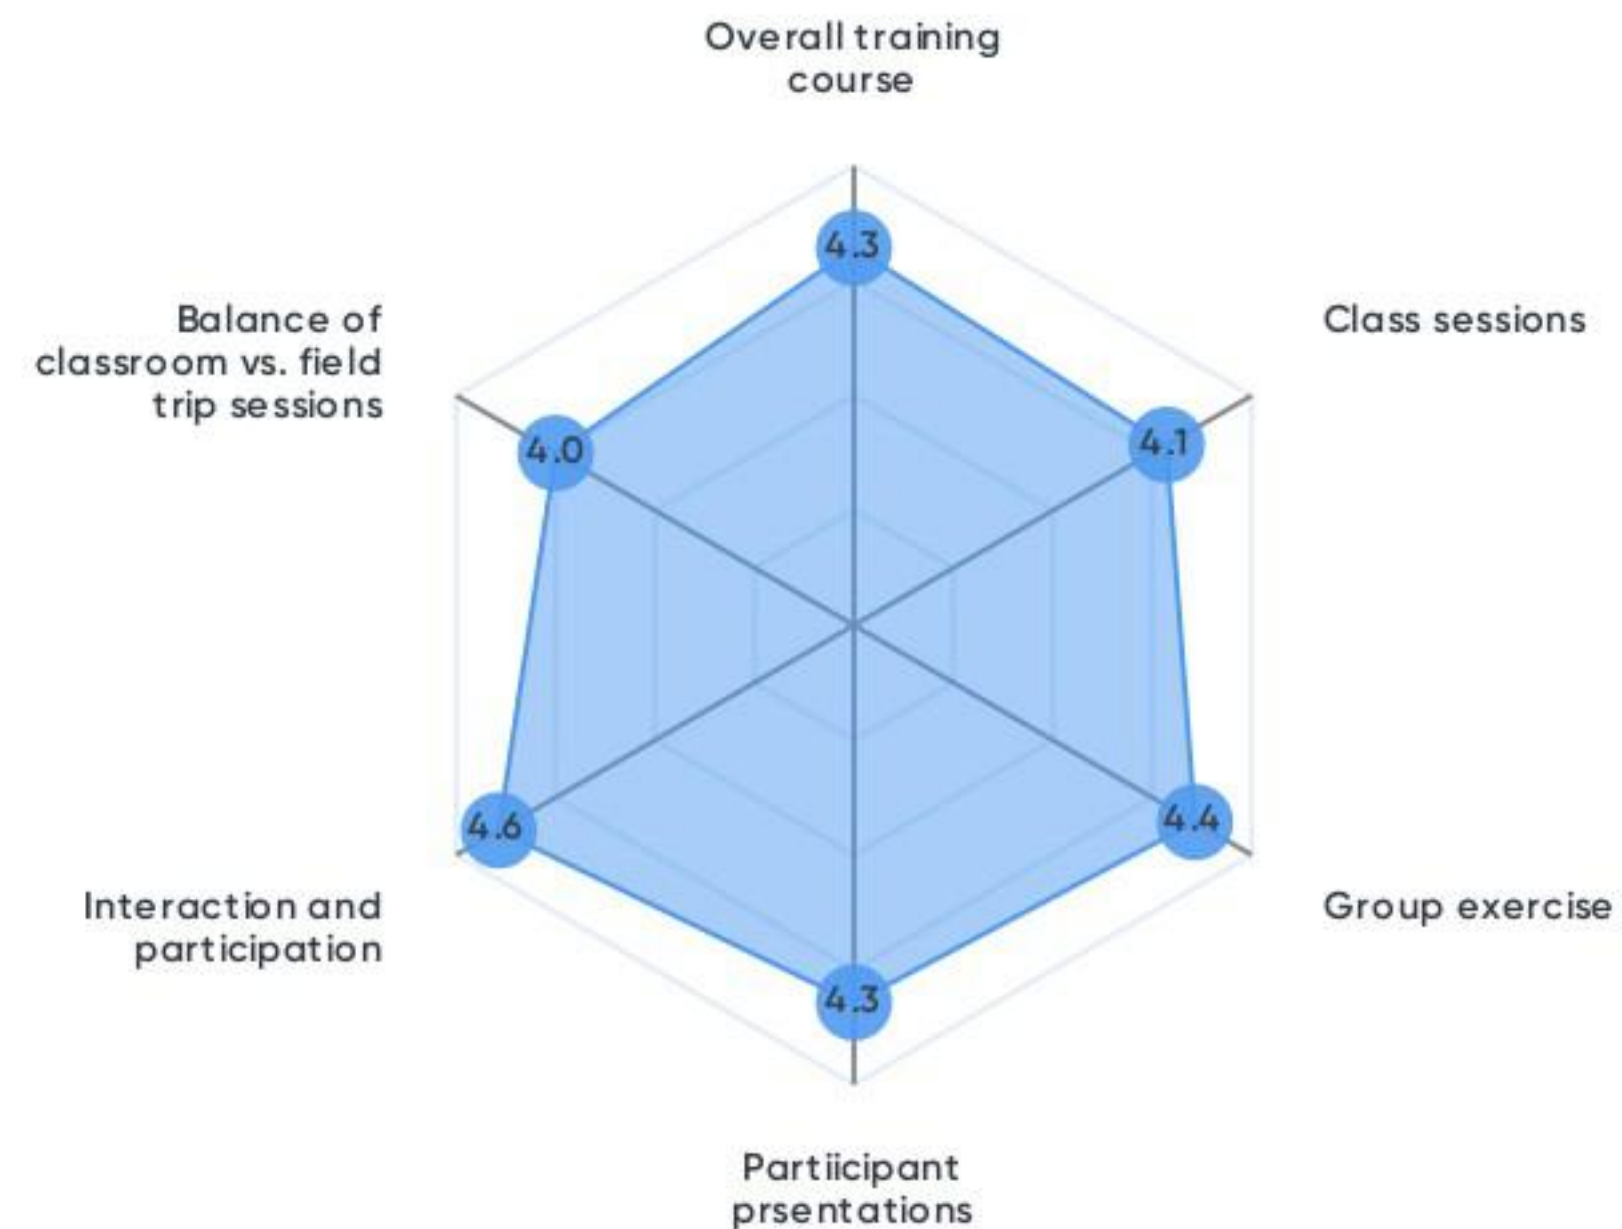 Overall training
course
4.3
Balance of
classroom vs. field
trip sessions
Class sessions
4.0
4.1
4.6
4.4
Interaction and
participation
Group exercise
4.3
Partiicipant
prsentations